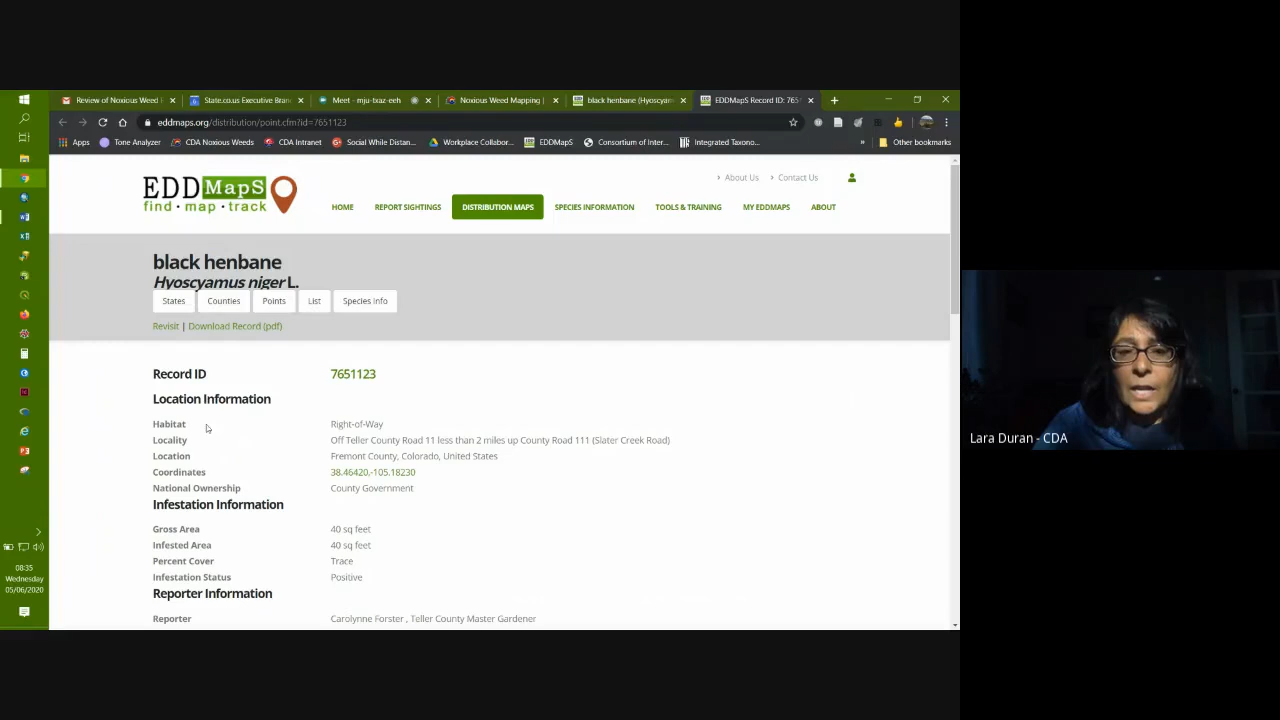 Review of Noxious Weed
State.co.us Executive Bran
Meet - mju-txaz-eeh
Noxious Weed Mapping |
black henbane (Hyoscyam
EDDMapS Record ID: 765
eddmaps.org/distribution/point.cfm?id=7651123
Apps
Tone Analyzer
CDA Noxious Weeds
CDA Intranet
Social While Distan...
Workplace Collabor...
EDDMapS
Consortium of Inter...
Integrated Taxono...
»
Other bookmarks
EDDMapS
find • map • track
About Us
Contact Us
HOME
REPORT SIGHTINGS
DISTRIBUTION MAPS
SPECIES INFORMATION
TOOLS & TRAINING
MY EDDMAPS
ABOUT
black henbane
Hyoscyamus niger L.
States
Counties
Points
List
Species Info
Revisit | Download Record (pdf)
Record ID 7651123
Location Information
Habitat Right-of-Way
Locality Off Teller County Road 11 less than 2 miles up County Road 111 (Slater Creek Road)
Location Fremont County, Colorado, United States
Coordinates 38.46420,-105.18230
National Ownership County Government
Infestation Information
Gross Area 40 sq feet
Infested Area 40 sq feet
Percent Cover Trace
Infestation Status Positive
Reporter Information
Reporter Carolynne Forster , Teller County Master Gardener
08:35
Wednesday
05/06/2020
Lara Duran - CDA